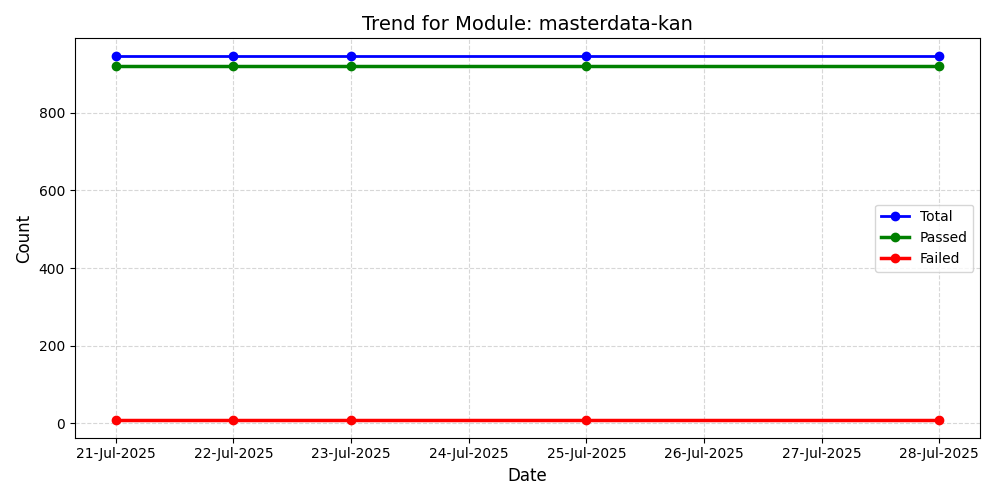 Trend for Module: masterdata-kan
Count
800
600
400
200
0
Total
Passed
Failed
21-Jul-2025 22-Jul-2025 23-Jul-2025 24-Jul-2025 25-Jul-2025 26-Jul-2025 27-Jul-2025 28-Jul-2025
Date